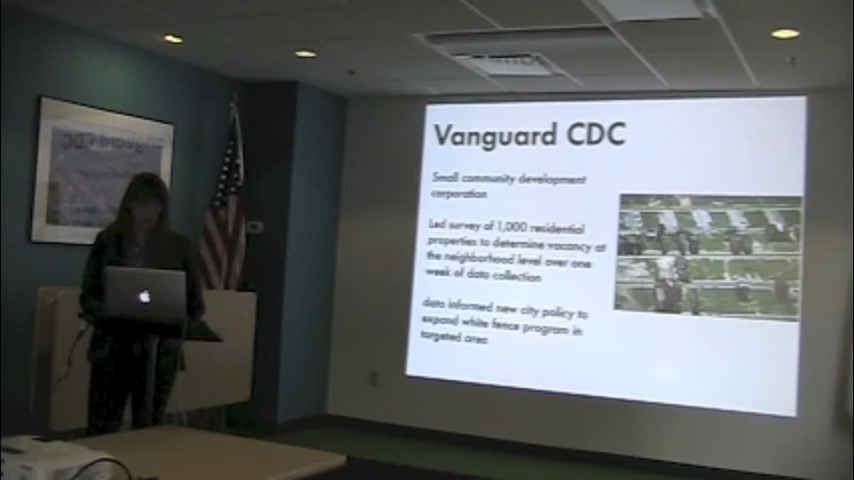 Vanguard CDC
Small community development
corporation
Led survey of 1,000 residential
properties to determine vacancy at
the neighborhood level over one
week of data collection
data informed new city policy to
expand white fence program in
targeted area
Vanguard CDC